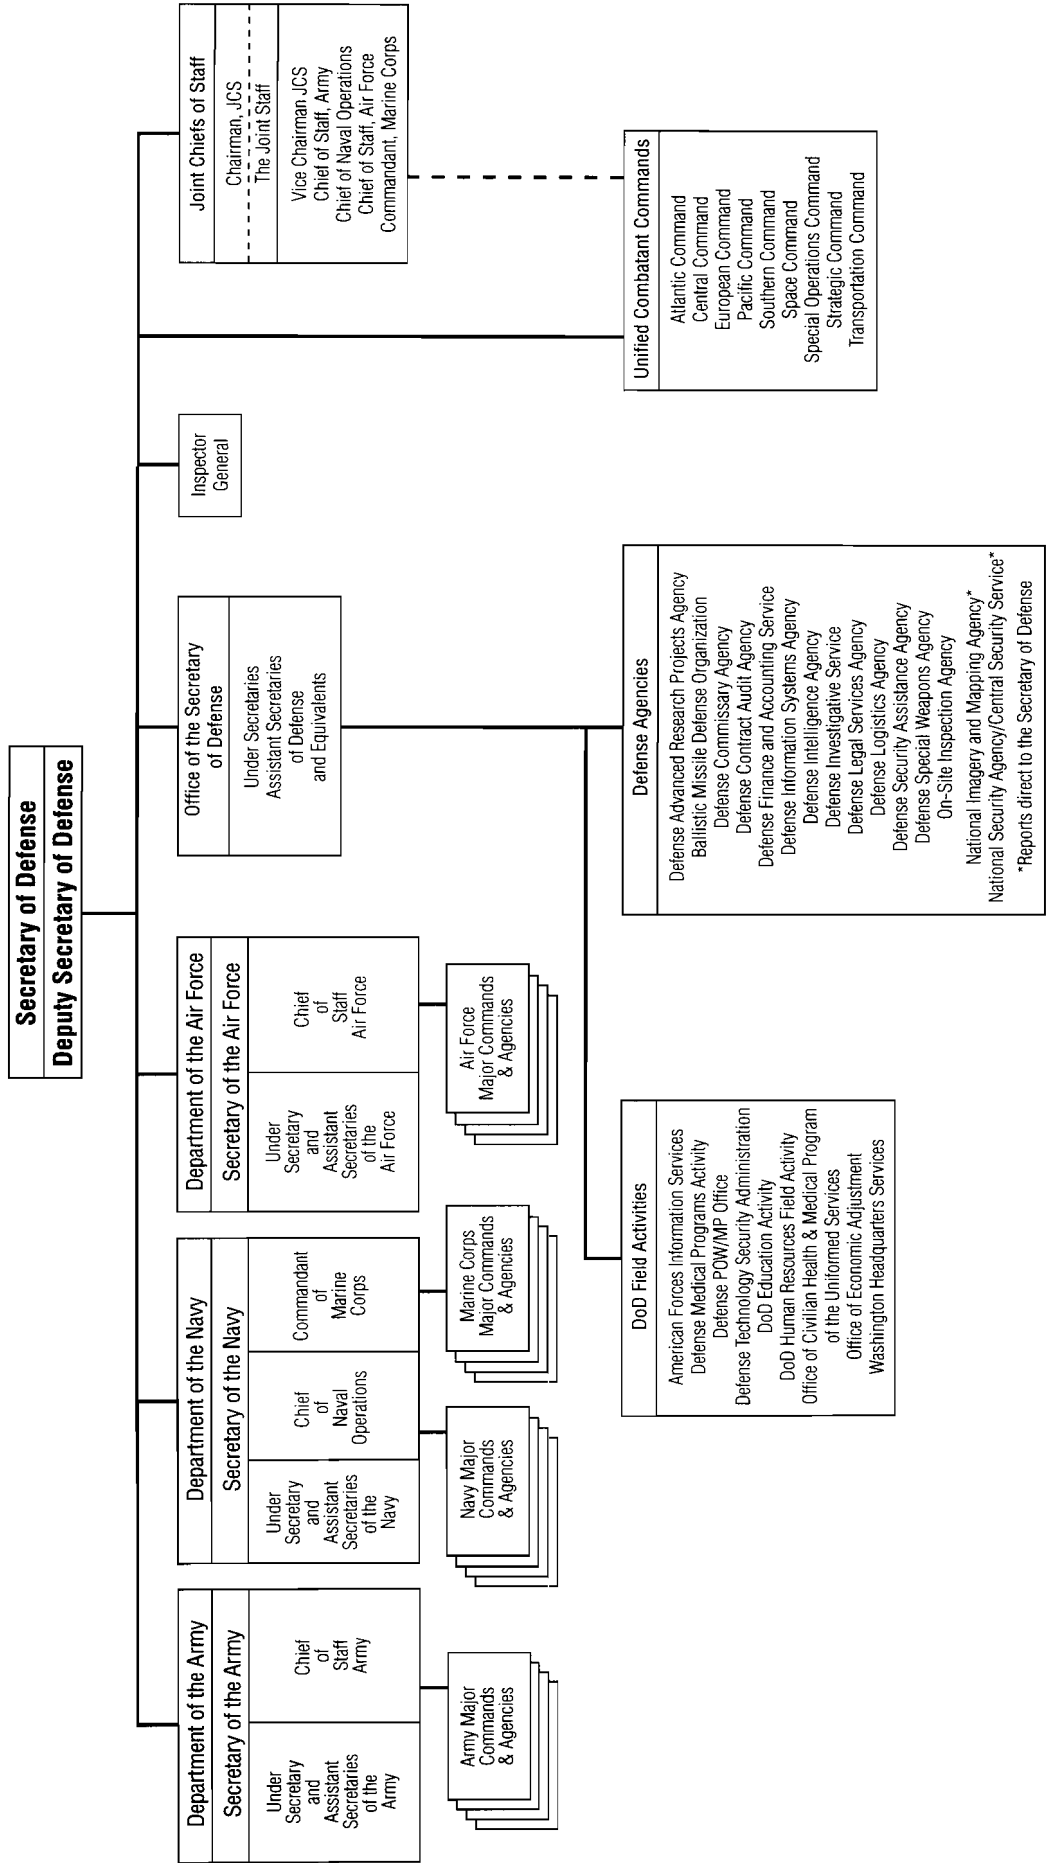 Secretary of Defense
Deputy Secretary of Defense
Department of the Army
Secretary of the Army
Under
Secretary
and
Assistant
Secretaries
of the
Army
Chief
of
Staff
Army
Army Major
Commands
& Agencies
Department of the Navy
Secretary of the Navy
Under
Secretary
and
Assistant
Secretaries
of the
Navy
Chief
of
Naval
Operations
Commandant
of
Marine
Corps
Navy Major
Commands
& Agencies
Marine Corps
Major Commands
& Agencies
Department of the Air Force
Secretary of the Air Force
Under
Secretary
and
Assistant
Secretaries
of the
Air Force
Chief
of
Staff
Air Force
Air Force
Major Commands
& Agencies
Office of the Secretary
of Defense
Under Secretaries
Assistant Secretaries
of Defense
and Equivalents
Inspector
General
Joint Chiefs of Staff
Chairman, JCS
The Joint Staff
Vice Chairman JCS
Chief of Staff, Army
Chief of Naval Operations
Chief of Staff, Air Force
Commandant, Marine Corps
DoD Field Activities
American Forces Information Services
Defense Medical Programs Activity
Defense POW/MP Office
Defense Technology Security Administration
DoD Education Activity
DoD Human Resources Field Activity
Office of Civilian Health & Medical Program
of the Uniformed Services
Office of Economic Adjustment
Washington Headquarters Services
Defense Agencies
Defense Advanced Research Projects Agency
Ballistic Missile Defense Organization
Defense Commissary Agency
Defense Contract Audit Agency
Defense Finance and Accounting Service
Defense Information Systems Agency
Defense Intelligence Agency
Defense Investigative Service
Defense Legal Services Agency
Defense Logistics Agency
Defense Security Assistance Agency
Defense Special Weapons Agency
On-Site Inspection Agency
National Imagery and Mapping Agency*
National Security Agency/Central Security Service*
*Reports direct to the Secretary of Defense
Unified Combatant Commands
Atlantic Command
Central Command
European Command
Pacific Command
Southern Command
Space Command
Special Operations Command
Strategic Command
Transportation Command